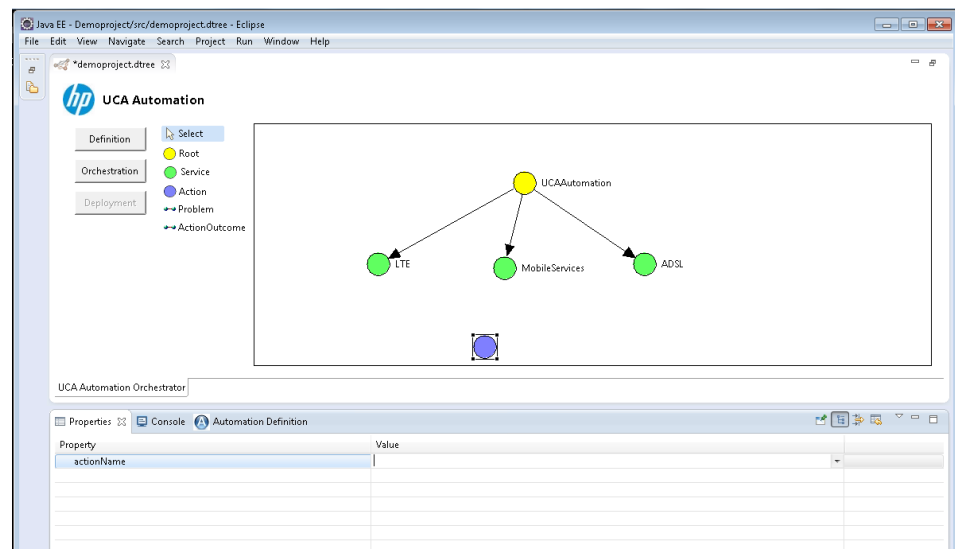 Java EE - Demoproject/src/demoproject.dtree - Eclipse
File Edit View Navigate Search Project Run Window Help
*demoproject.dtree
hp UCA Automation
Definition
Select
Root
Orchestration
Service
Action
Deployment
Problem
ActionOutcome
UCAAutomation
LTE
MobileServices
ADSL
UCA Automation Orchestrator
Properties Console Automation Definition
Property Value
actionName